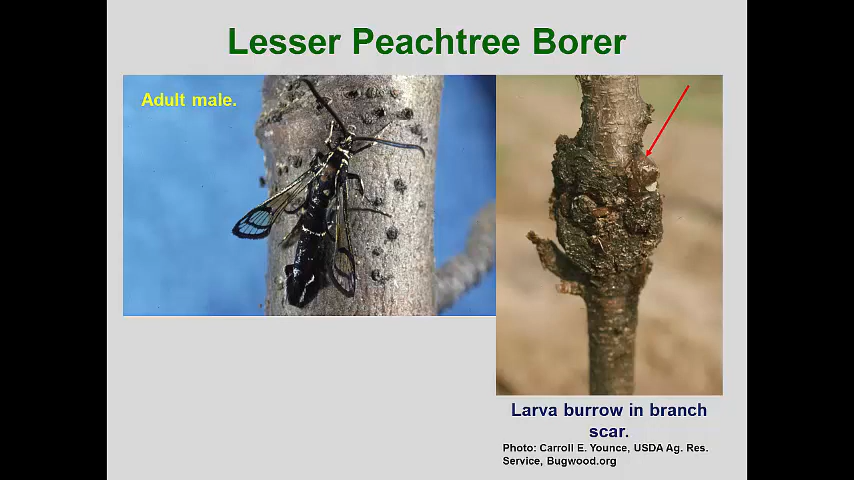 Lesser Peachtree Borer
Adult male.
Larva burrow in branch
scar.
Photo: Carroll E. Younce, USDA Ag. Res.
Service, Bugwood.org